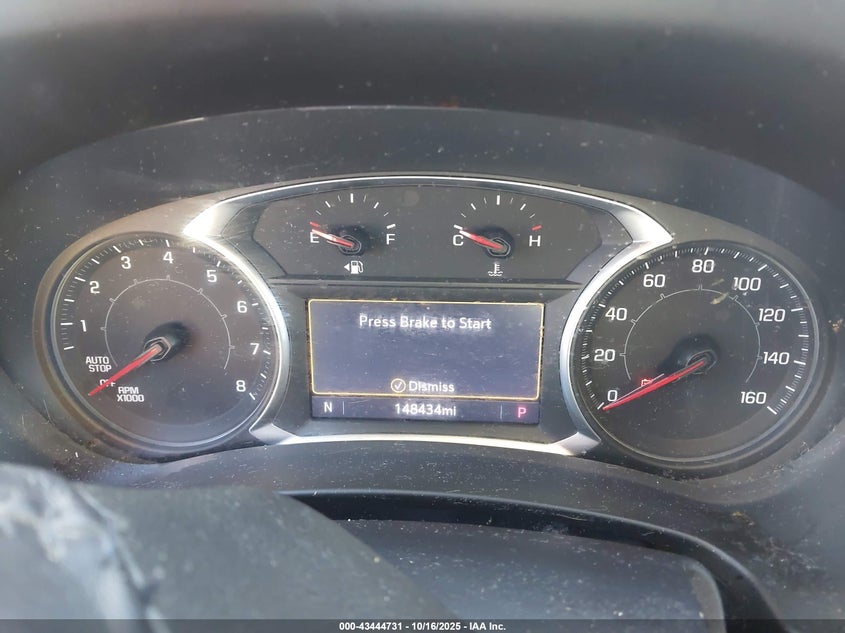 E F
C H
1 2 3 4 5 6 7 8
AUTO
STOP
OFF
RPM
X1000
Press Brake to Start
Dismiss
N 148434mi P
0 20 40 60 80 100 120 140 160
000-43444731 - 10/16/2025 - IAA Inc.